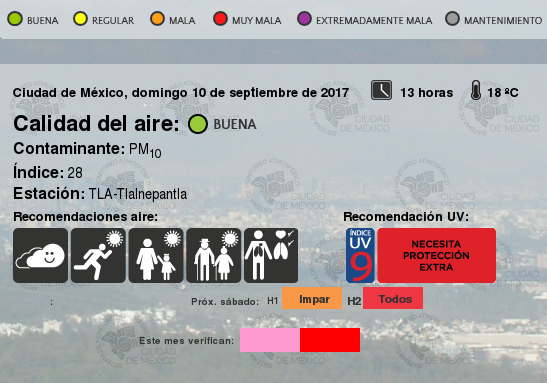 BUENA REGULAR MALA MUY MALA EXTREMADAMENTE MALA MANTENIMIENTO
Ciudad de México, domingo 10 de septiembre de 2017 13 horas 18 ºC
Calidad del aire: BUENA
Contaminante: PM10
Índice: 28
Estación: TLA-Tlalnepantla
Recomendaciones aire: Recomendación UV:
ÍNDICE UV 9
NECESITA
PROTECCIÓN
EXTRA
: Próx. sábado: H1 Impar H2 Todos
Este mes verifican:
CIUDAD
DE MÉXICO